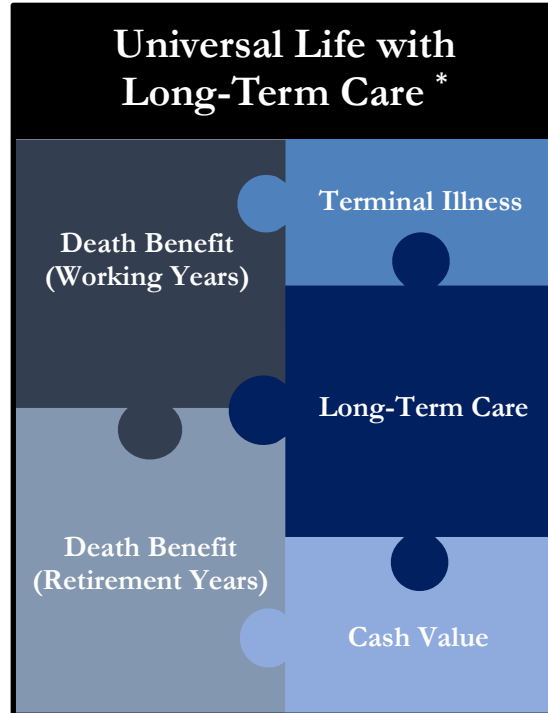 Universal Life with
Long-Term Care *
Terminal Illness
Death Benefit
(Working Years)
Long-Term Care
Death Benefit
(Retirement Years)
Cash Value